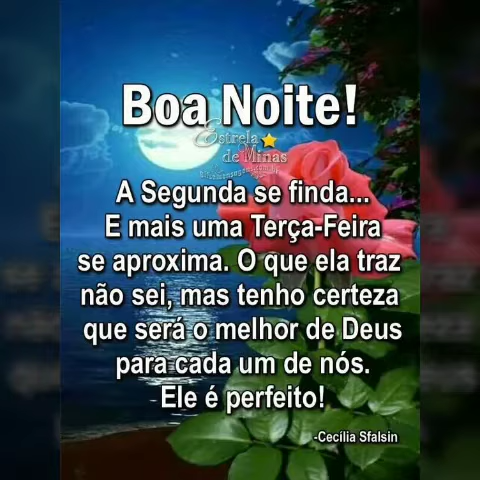 Boa Noite!
Estrela
de Minas
A Segunda se finda...
E mais uma Terça-Feira
se aproxima. O que ela traz
não sei, mas tenho certeza
que será o melhor de Deus
para cada um de nós.
Ele é perfeito!
-Cecília Sfalsin